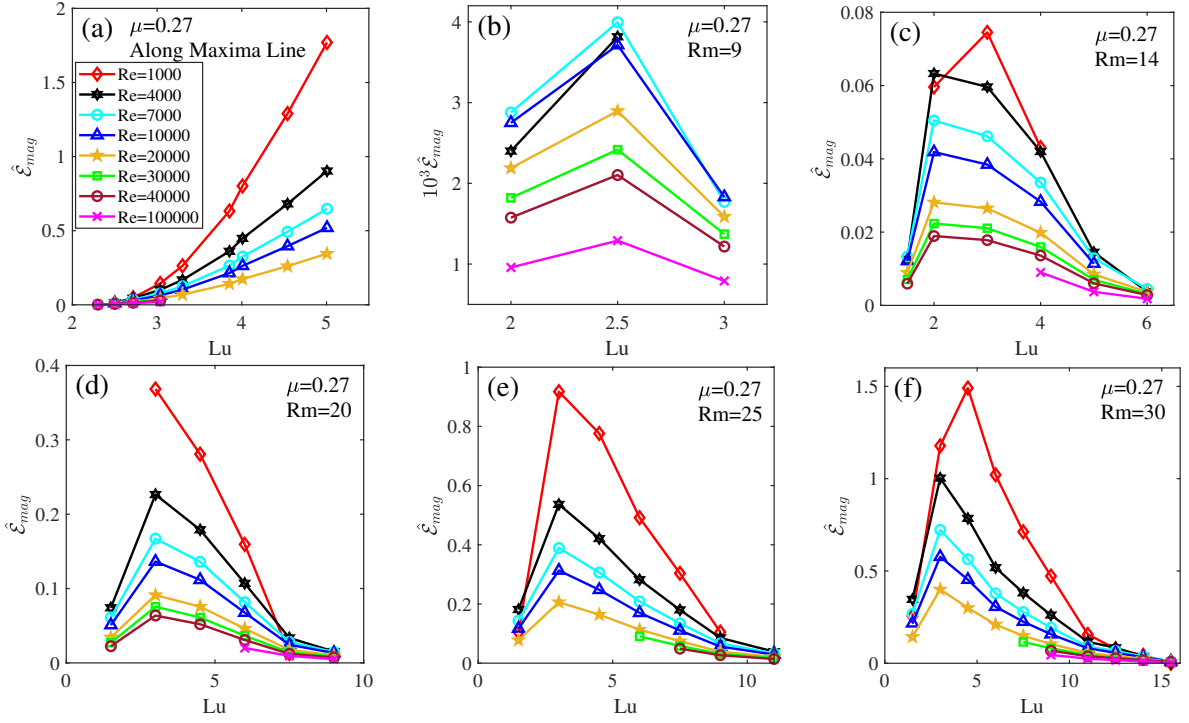 (a)
μ=0.27
Along Maxima Line
Re=1000
Re=4000
Re=7000
Re=10000
Re=20000
Re=30000
Re=40000
Re=100000
2
1.5
1
0.5
0
2
3
4
5
Lu
ℰ̂mag
(b)
μ=0.27
Rm=9
4
3
2
1
2
2.5
3
Lu
10³ℰ̂mag
(c)
μ=0.27
Rm=14
0.08
0.06
0.04
0.02
0
2
4
6
Lu
ℰ̂mag
(d)
μ=0.27
Rm=20
0.4
0.3
0.2
0.1
0
0
5
10
Lu
ℰ̂mag
(e)
μ=0.27
Rm=25
1
0.8
0.6
0.4
0.2
0
0
5
10
Lu
ℰ̂mag
(f)
μ=0.27
Rm=30
1.5
1
0.5
0
0
5
10
15
Lu
ℰ̂mag